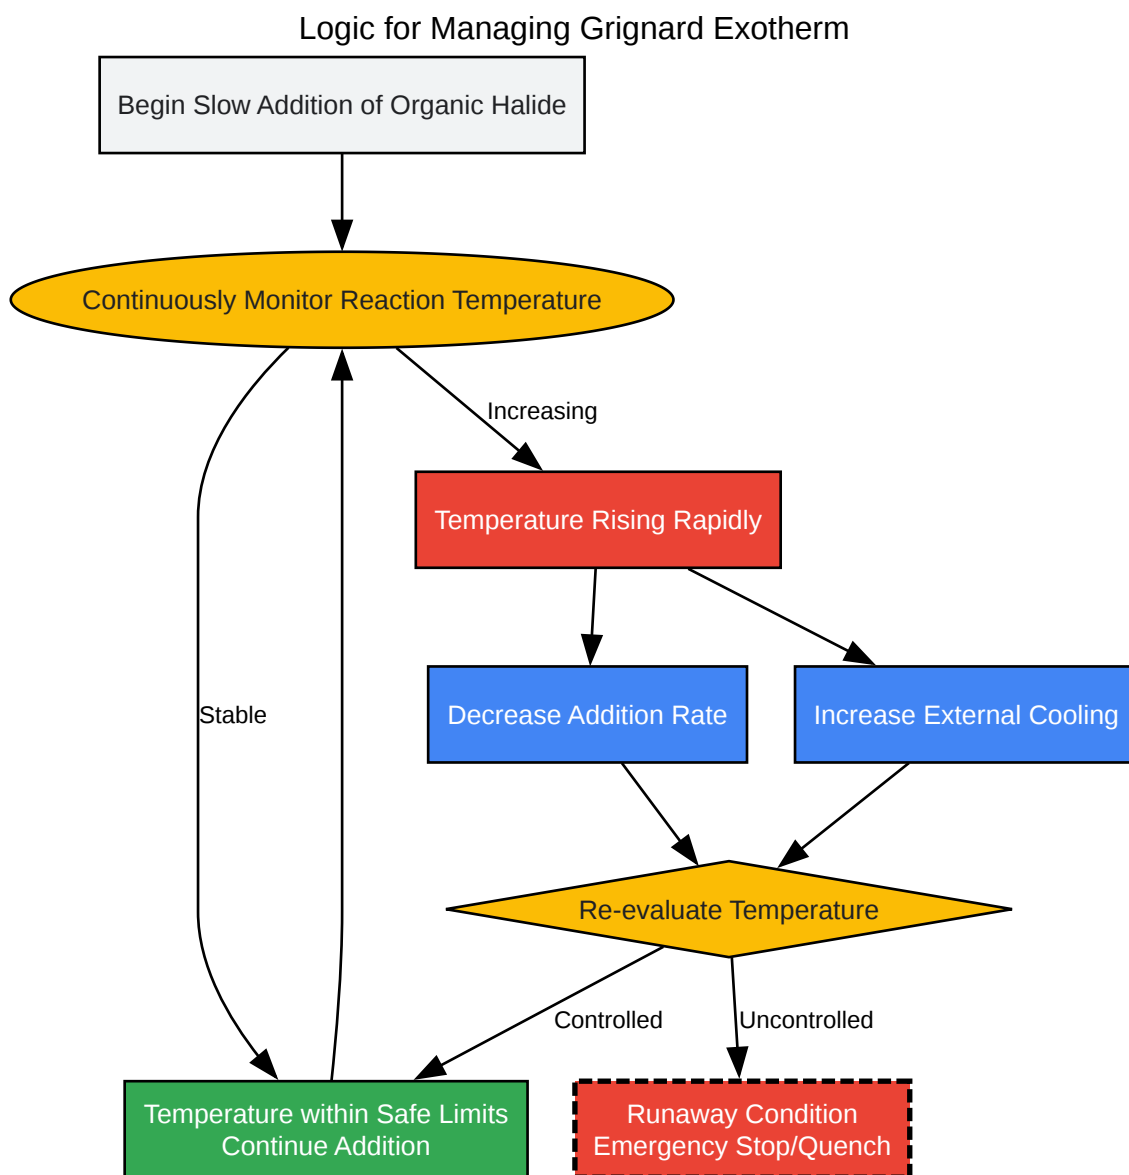 Logic for Managing Grignard Exotherm
Begin Slow Addition of Organic Halide
Continuously Monitor Reaction Temperature
Increasing
Temperature Rising Rapidly
Stable
Decrease Addition Rate
Increase External Cooling
Re-evaluate Temperature
Controlled
Uncontrolled
Temperature within Safe Limits
Continue Addition
Runaway Condition
Emergency Stop/Quench